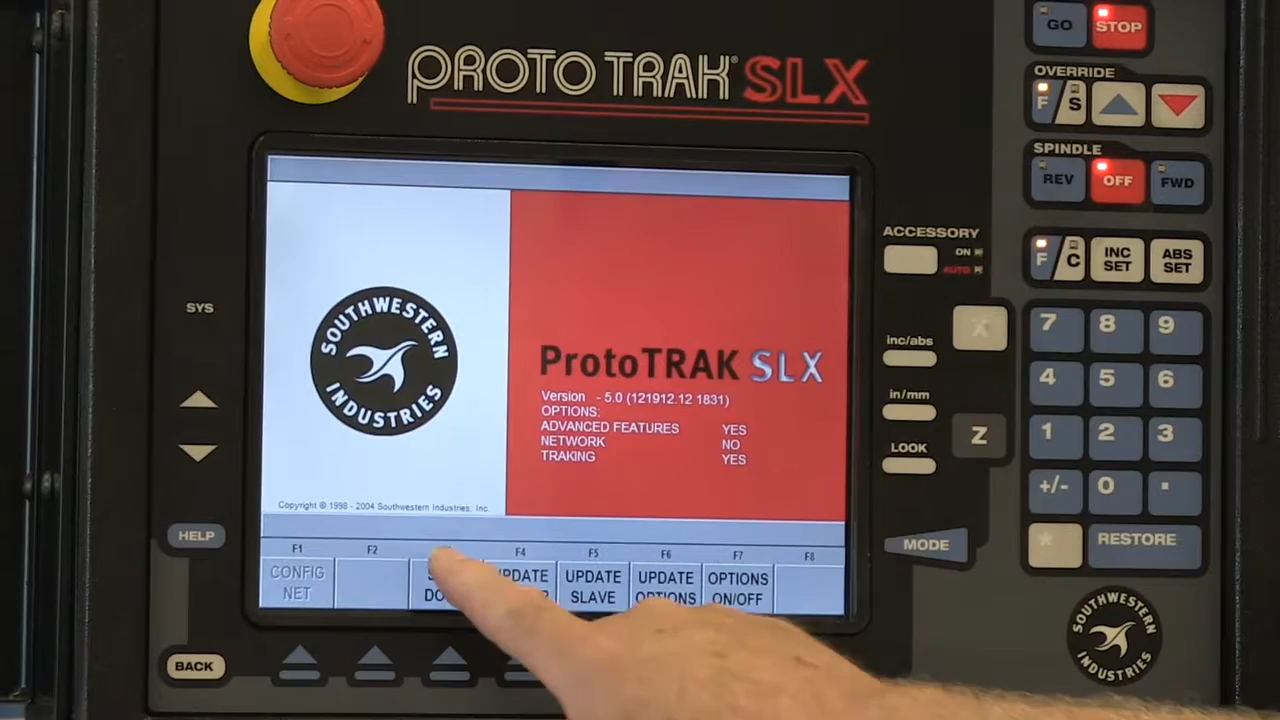 PROTO TRAK® SLX
GO
STOP
OVERRIDE
F
S
SPINDLE
REV
OFF
FWD
ACCESSORY
ON
AUTO
F
C
INC
SET
ABS
SET
SYS
inc/abs
X
in/mm
LOOK
Z
7 8 9
4 5 6
1 2 3
+/- 0 .
* RESTORE
MODE
HELP
BACK
SOUTHWESTERN
INDUSTRIES
ProtoTRAK SLX
Version - 5.0 (121912.12 1831)
OPTIONS:
ADVANCED FEATURES YES
NETWORK NO
TRAKING YES
Copyright © 1998 - 2004 Southwestern Industries, Inc.
F1 F2 F4 F5 F6 F7 F8
CONFIG
NET
UPDATE
SLAVE
UPDATE
OPTIONS
OPTIONS
ON/OFF
SOUTHWESTERN
INDUSTRIES